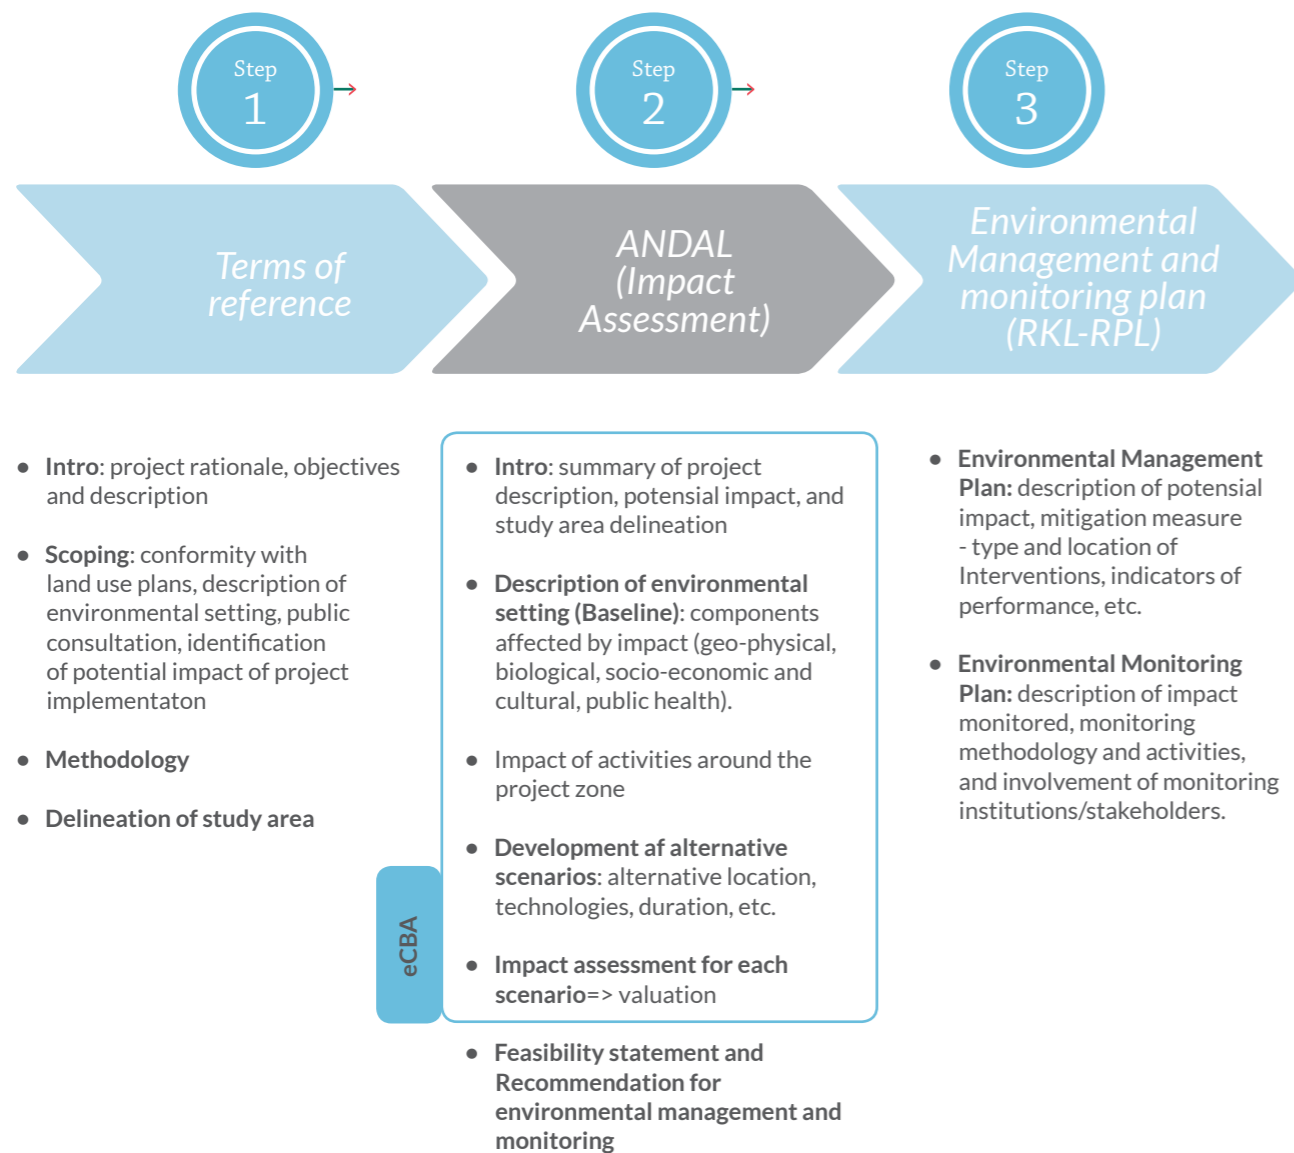 Step
1
Step
2
Step
3
Terms of
reference
ANDAL
(Impact
Assessment)
Environmental
Management and
monitoring plan
(RKL-RPL)
● Intro: project rationale, objectives
and description
● Scoping: conformity with
land use plans, description of
environmental setting, public
consultation, identification
of potential impact of project
implementaton
● Methodology
● Delineation of study area
eCBA
● Intro: summary of project
description, potensial impact, and
study area delineation
● Description of environmental
setting (Baseline): components
affected by impact (geo-physical,
biological, socio-economic and
cultural, public health).
● Impact of activities around the
project zone
● Development af alternative
scenarios: alternative location,
technologies, duration, etc.
● Impact assessment for each
scenario=> valuation
● Feasibility statement and
Recommendation for
environmental management and
monitoring
● Environmental Management
Plan: description of potensial
impact, mitigation measure
- type and location of
Interventions, indicators of
performance, etc.
● Environmental Monitoring
Plan: description of impact
monitored, monitoring
methodology and activities,
and involvement of monitoring
institutions/stakeholders.